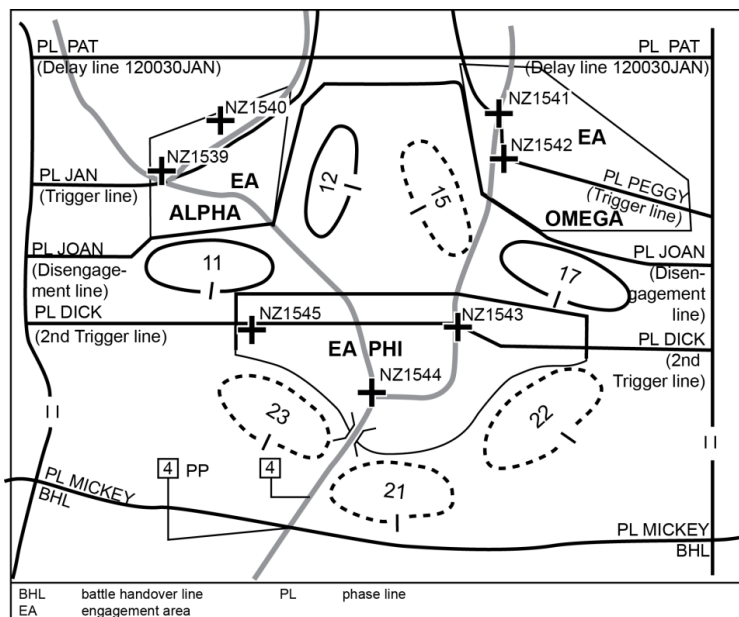 PL PAT
(Delay line 120030JAN)
PL PAT
(Delay line 120030JAN)
NZ1540
NZ1541
EA
NZ1539
NZ1542
PL JAN
(Trigger line)
EA
ALPHA
12
15
PL PEGGY
(Trigger line)
OMEGA
PL JOAN
(Disengage-
ment line)
11
17
PL JOAN
(Disen-
gagement
line)
PL DICK
(2nd Trigger line)
NZ1545
NZ1543
EA PHI
PL DICK
(2nd
Trigger line)
NZ1544
23
22
II
II
4 PP
4
21
PL MICKEY
BHL
PL MICKEY
BHL
BHL battle handover line PL phase line
EA engagement area